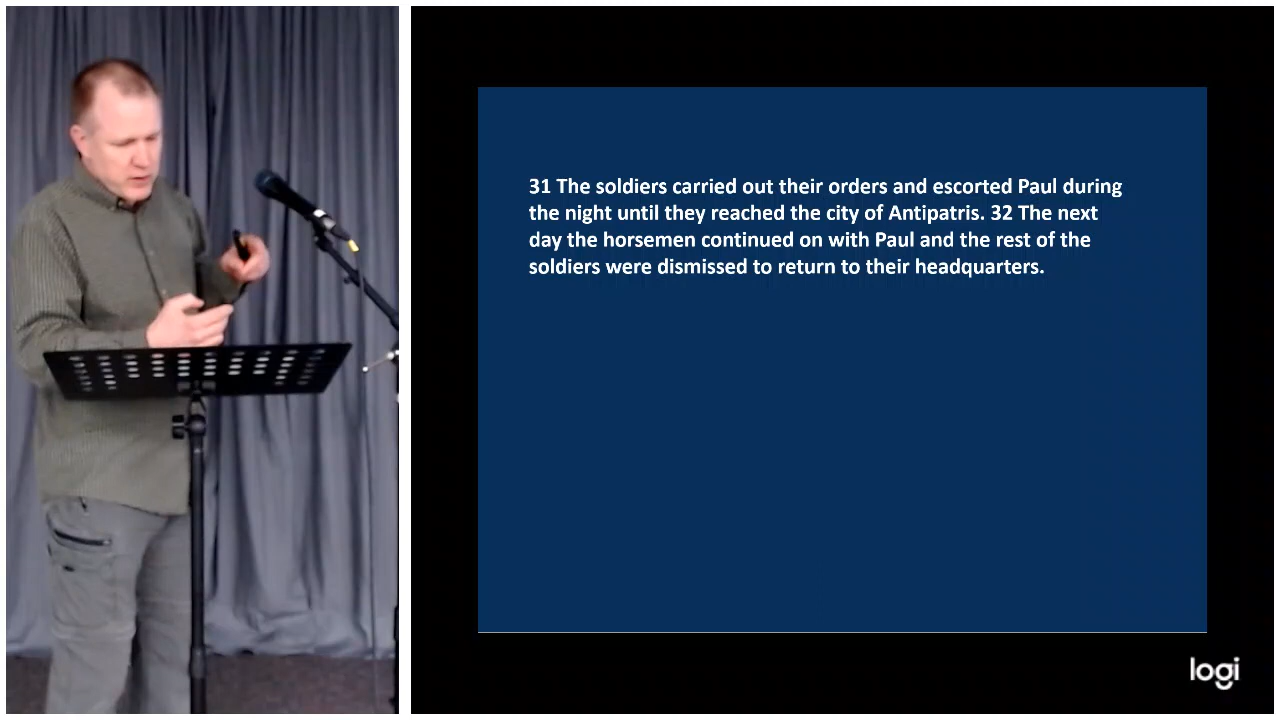 31 The soldiers carried out their orders and escorted Paul during
the night until they reached the city of Antipatris. 32 The next
day the horsemen continued on with Paul and the rest of the
soldiers were dismissed to return to their headquarters.
logi